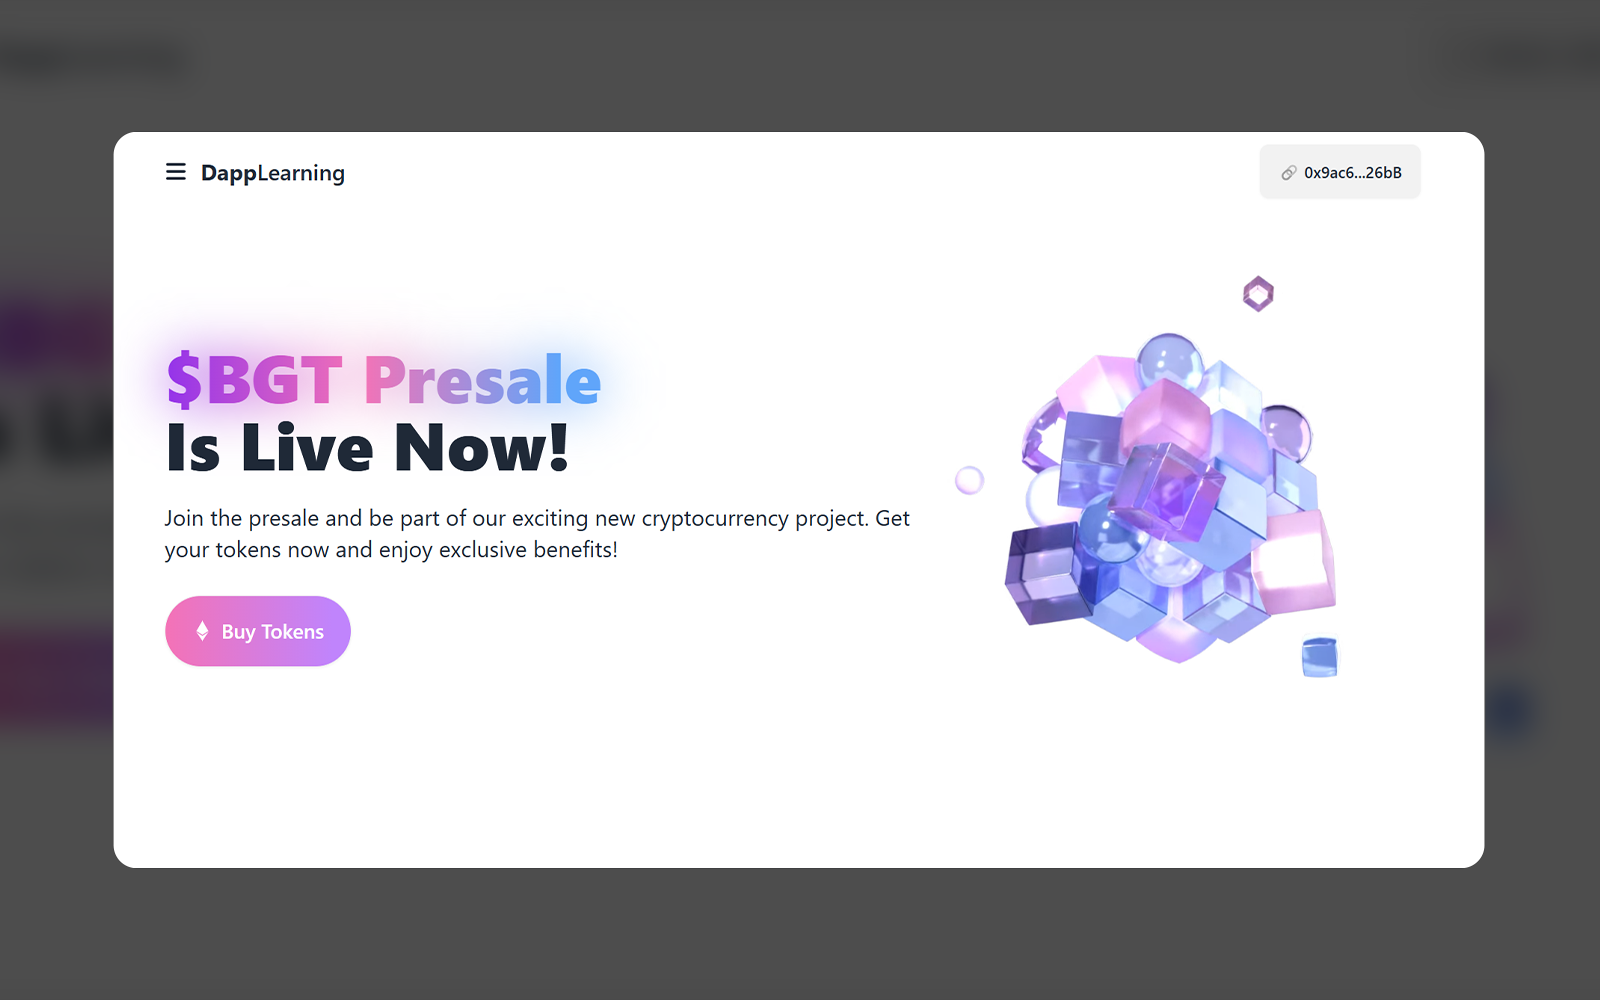 DappLearning
0x9ac6...26bB
$BGT Presale
Is Live Now!
Join the presale and be part of our exciting new cryptocurrency project. Get
your tokens now and enjoy exclusive benefits!
Buy Tokens